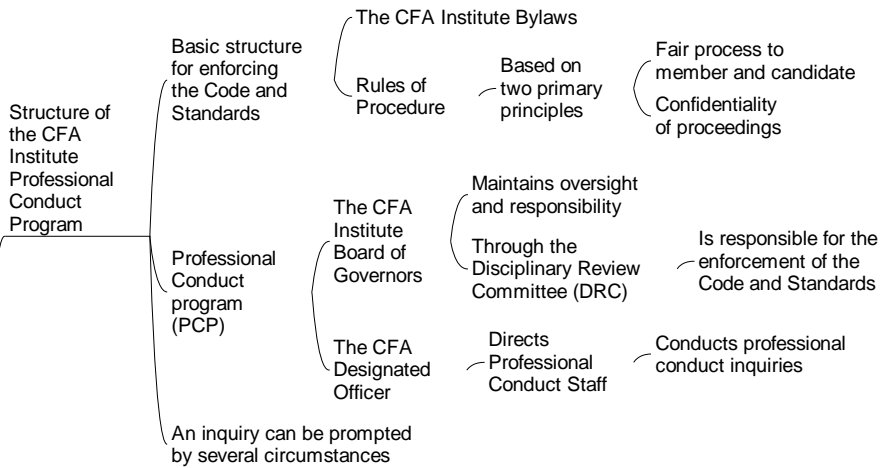 Structure of
the CFA
Institute
Professional
Conduct
Program
Basic structure
for enforcing
the Code and
Standards
The CFA Institute Bylaws
Rules of
Procedure
Based on
two primary
principles
Fair process to
member and candidate
Confidentiality
of proceedings
Professional
Conduct
program
(PCP)
The CFA
Institute
Board of
Governors
Maintains oversight
and responsibility
Through the
Disciplinary Review
Committee (DRC)
Is responsible for the
enforcement of the
Code and Standards
The CFA
Designated
Officer
Directs
Professional
Conduct Staff
Conducts professional
conduct inquiries
An inquiry can be prompted
by several circumstances